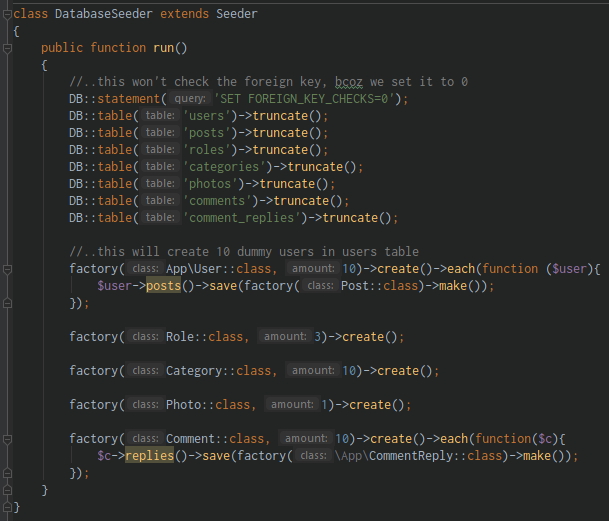 class DatabaseSeeder extends Seeder
{
    public function run()
    {
        //..this won't check the foreign key, bcoz we set it to 0
        DB::statement( query: 'SET FOREIGN_KEY_CHECKS=0');
        DB::table( table: 'users')->truncate();
        DB::table( table: 'posts')->truncate();
        DB::table( table: 'roles')->truncate();
        DB::table( table: 'categories')->truncate();
        DB::table( table: 'photos')->truncate();
        DB::table( table: 'comments')->truncate();
        DB::table( table: 'comment_replies')->truncate();

        //..this will create 10 dummy users in users table
        factory( class: App\User::class, amount: 10)->create()->each(function ($user){
            $user->posts()->save(factory( class: Post::class)->make());
        });

        factory( class: Role::class, amount: 3)->create();

        factory( class: Category::class, amount: 10)->create();

        factory( class: Photo::class, amount: 1)->create();

        factory( class: Comment::class, amount: 10)->create()->each(function($c){
            $c->replies()->save(factory( class: \App\CommentReply::class)->make());
        });
    }
}